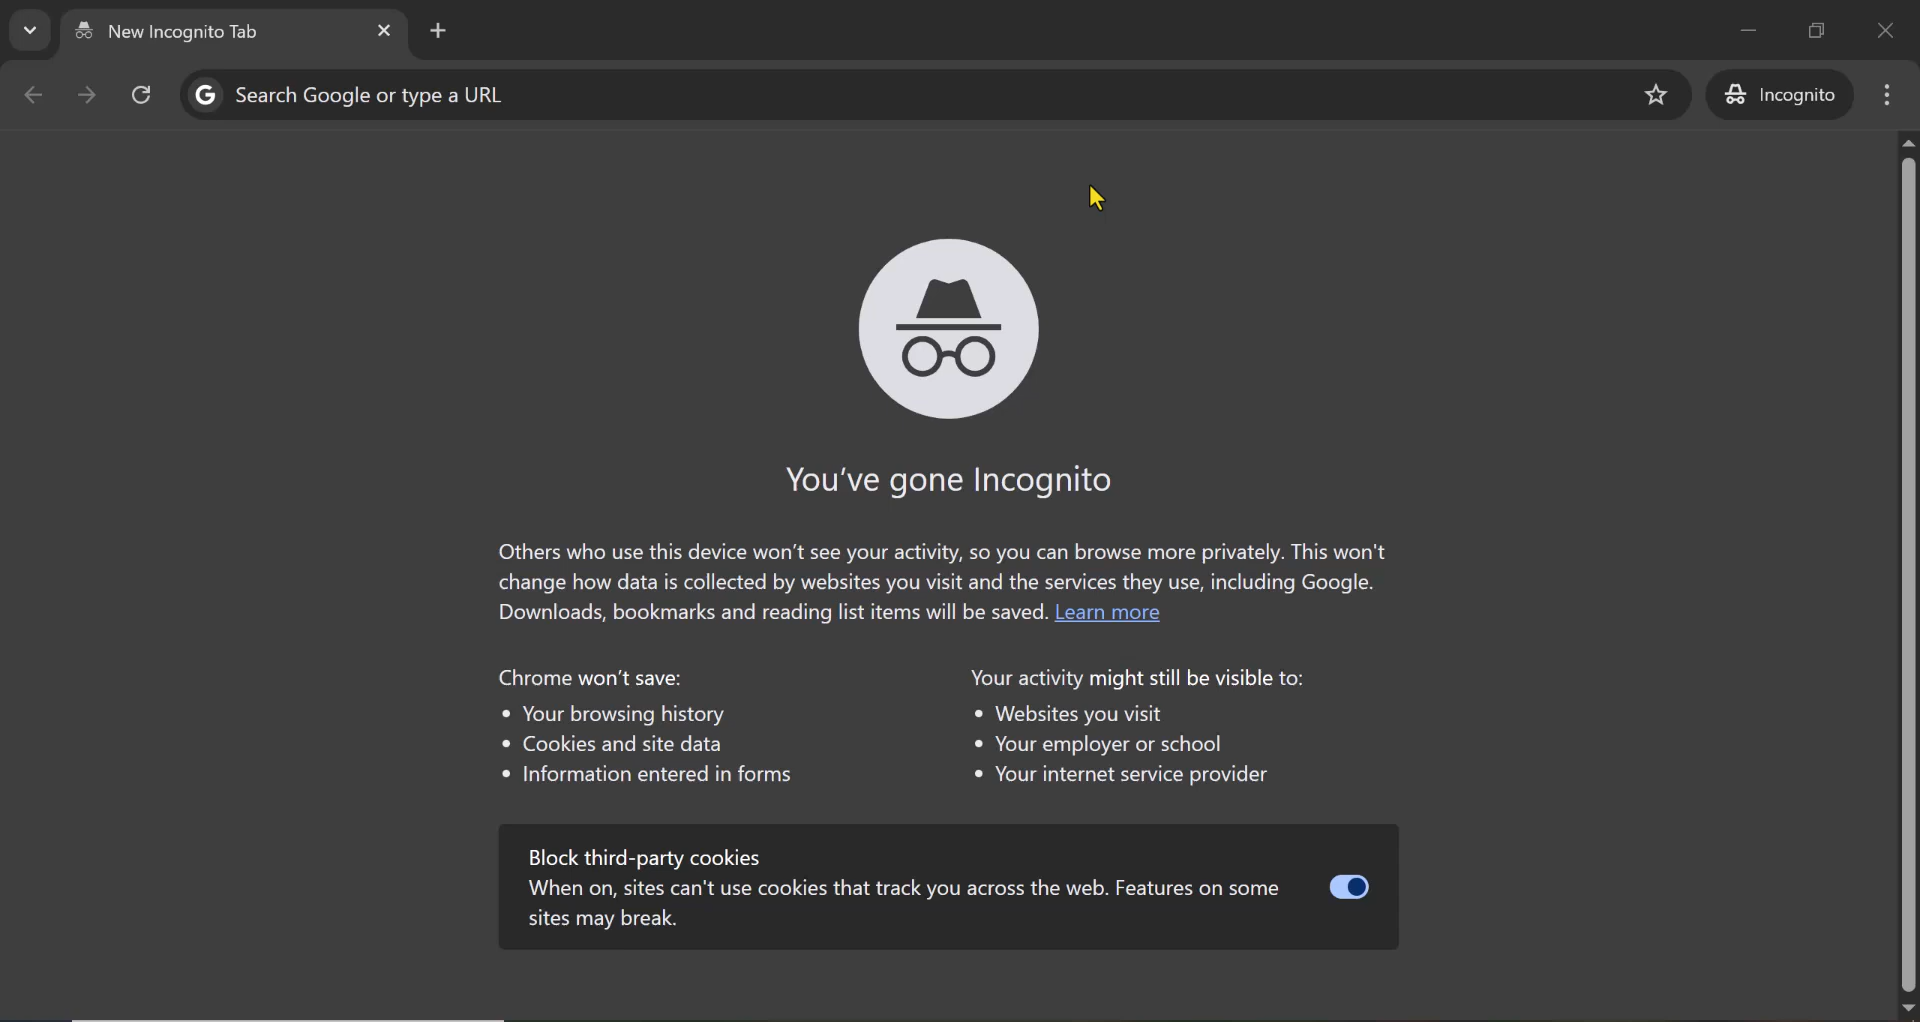 New Incognito Tab
Search Google or type a URL
Incognito
You've gone Incognito
Others who use this device won't see your activity, so you can browse more privately. This won't
change how data is collected by websites you visit and the services they use, including Google.
Downloads, bookmarks and reading list items will be saved. Learn more
Chrome won't save:
• Your browsing history
• Cookies and site data
• Information entered in forms
Your activity might still be visible to:
• Websites you visit
• Your employer or school
• Your internet service provider
Block third-party cookies
When on, sites can't use cookies that track you across the web. Features on some
sites may break.